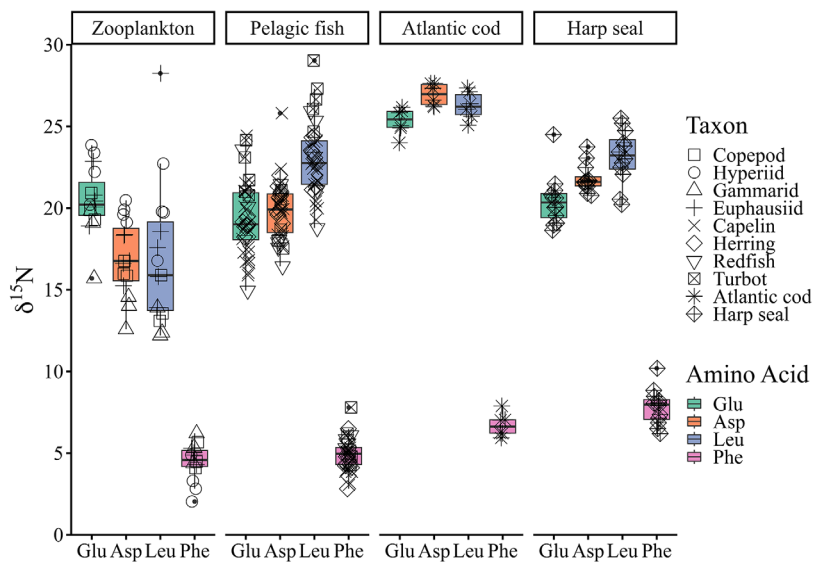 Zooplankton Pelagic fish Atlantic cod Harp seal
30
25
20
15
10
5
0
δ15N
Glu Asp Leu Phe Glu Asp Leu Phe Glu Asp Leu Phe Glu Asp Leu Phe
Taxon
Copepod
Hyperiid
Gammarid
Euphausiid
Capelin
Herring
Redfish
Turbot
Atlantic cod
Harp seal
Amino Acid
Glu
Asp
Leu
Phe